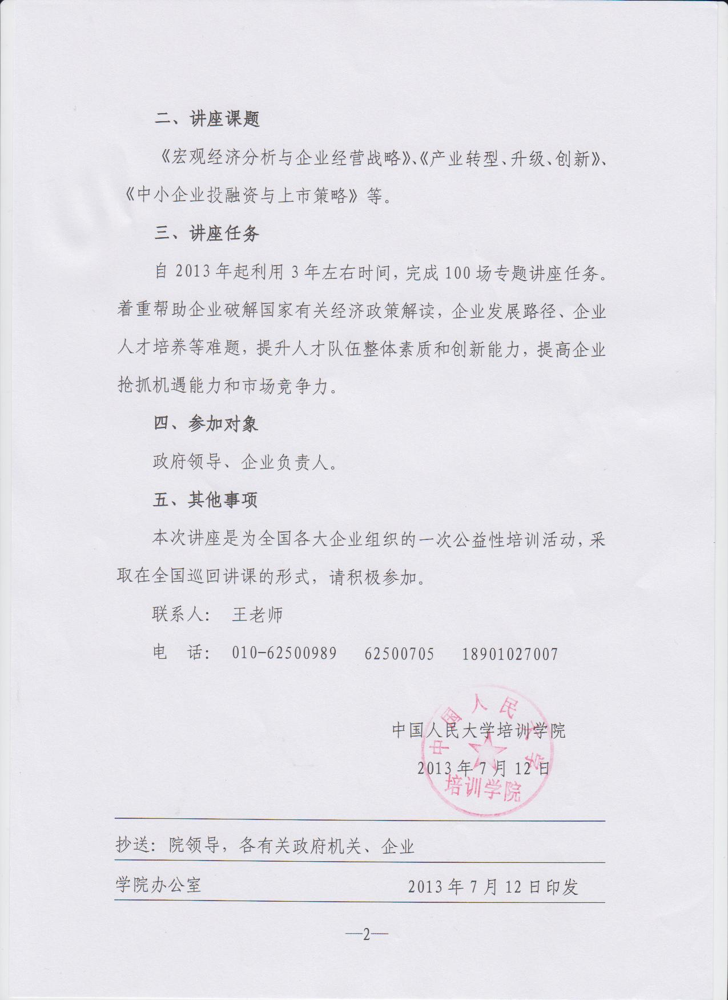 二、讲座课题
《宏观经济分析与企业经营战略》、《产业转型、升级、创新》、
《中小企业投融资与上市策略》等。
三、讲座任务
自 2013 年起利用 3 年左右时间，完成 100 场专题讲座任务。
着重帮助企业破解国家有关经济政策解读，企业发展路径、企业
人才培养等难题，提升人才队伍整体素质和创新能力，提高企业
抢抓机遇能力和市场竞争力。
四、参加对象
政府领导、企业负责人。
五、其他事项
本次讲座是为全国各大企业组织的一次公益性培训活动，采
取在全国巡回讲课的形式，请积极参加。
联系人： 王老师
电 话： 010-62500989 62500705 18901027007
中国人民大学培训学院
2013 年 7 月 12 日
中国人民大学
培训学院
抄送：院领导，各有关政府机关、企业
学院办公室 2013 年 7 月 12 日印发
—2—